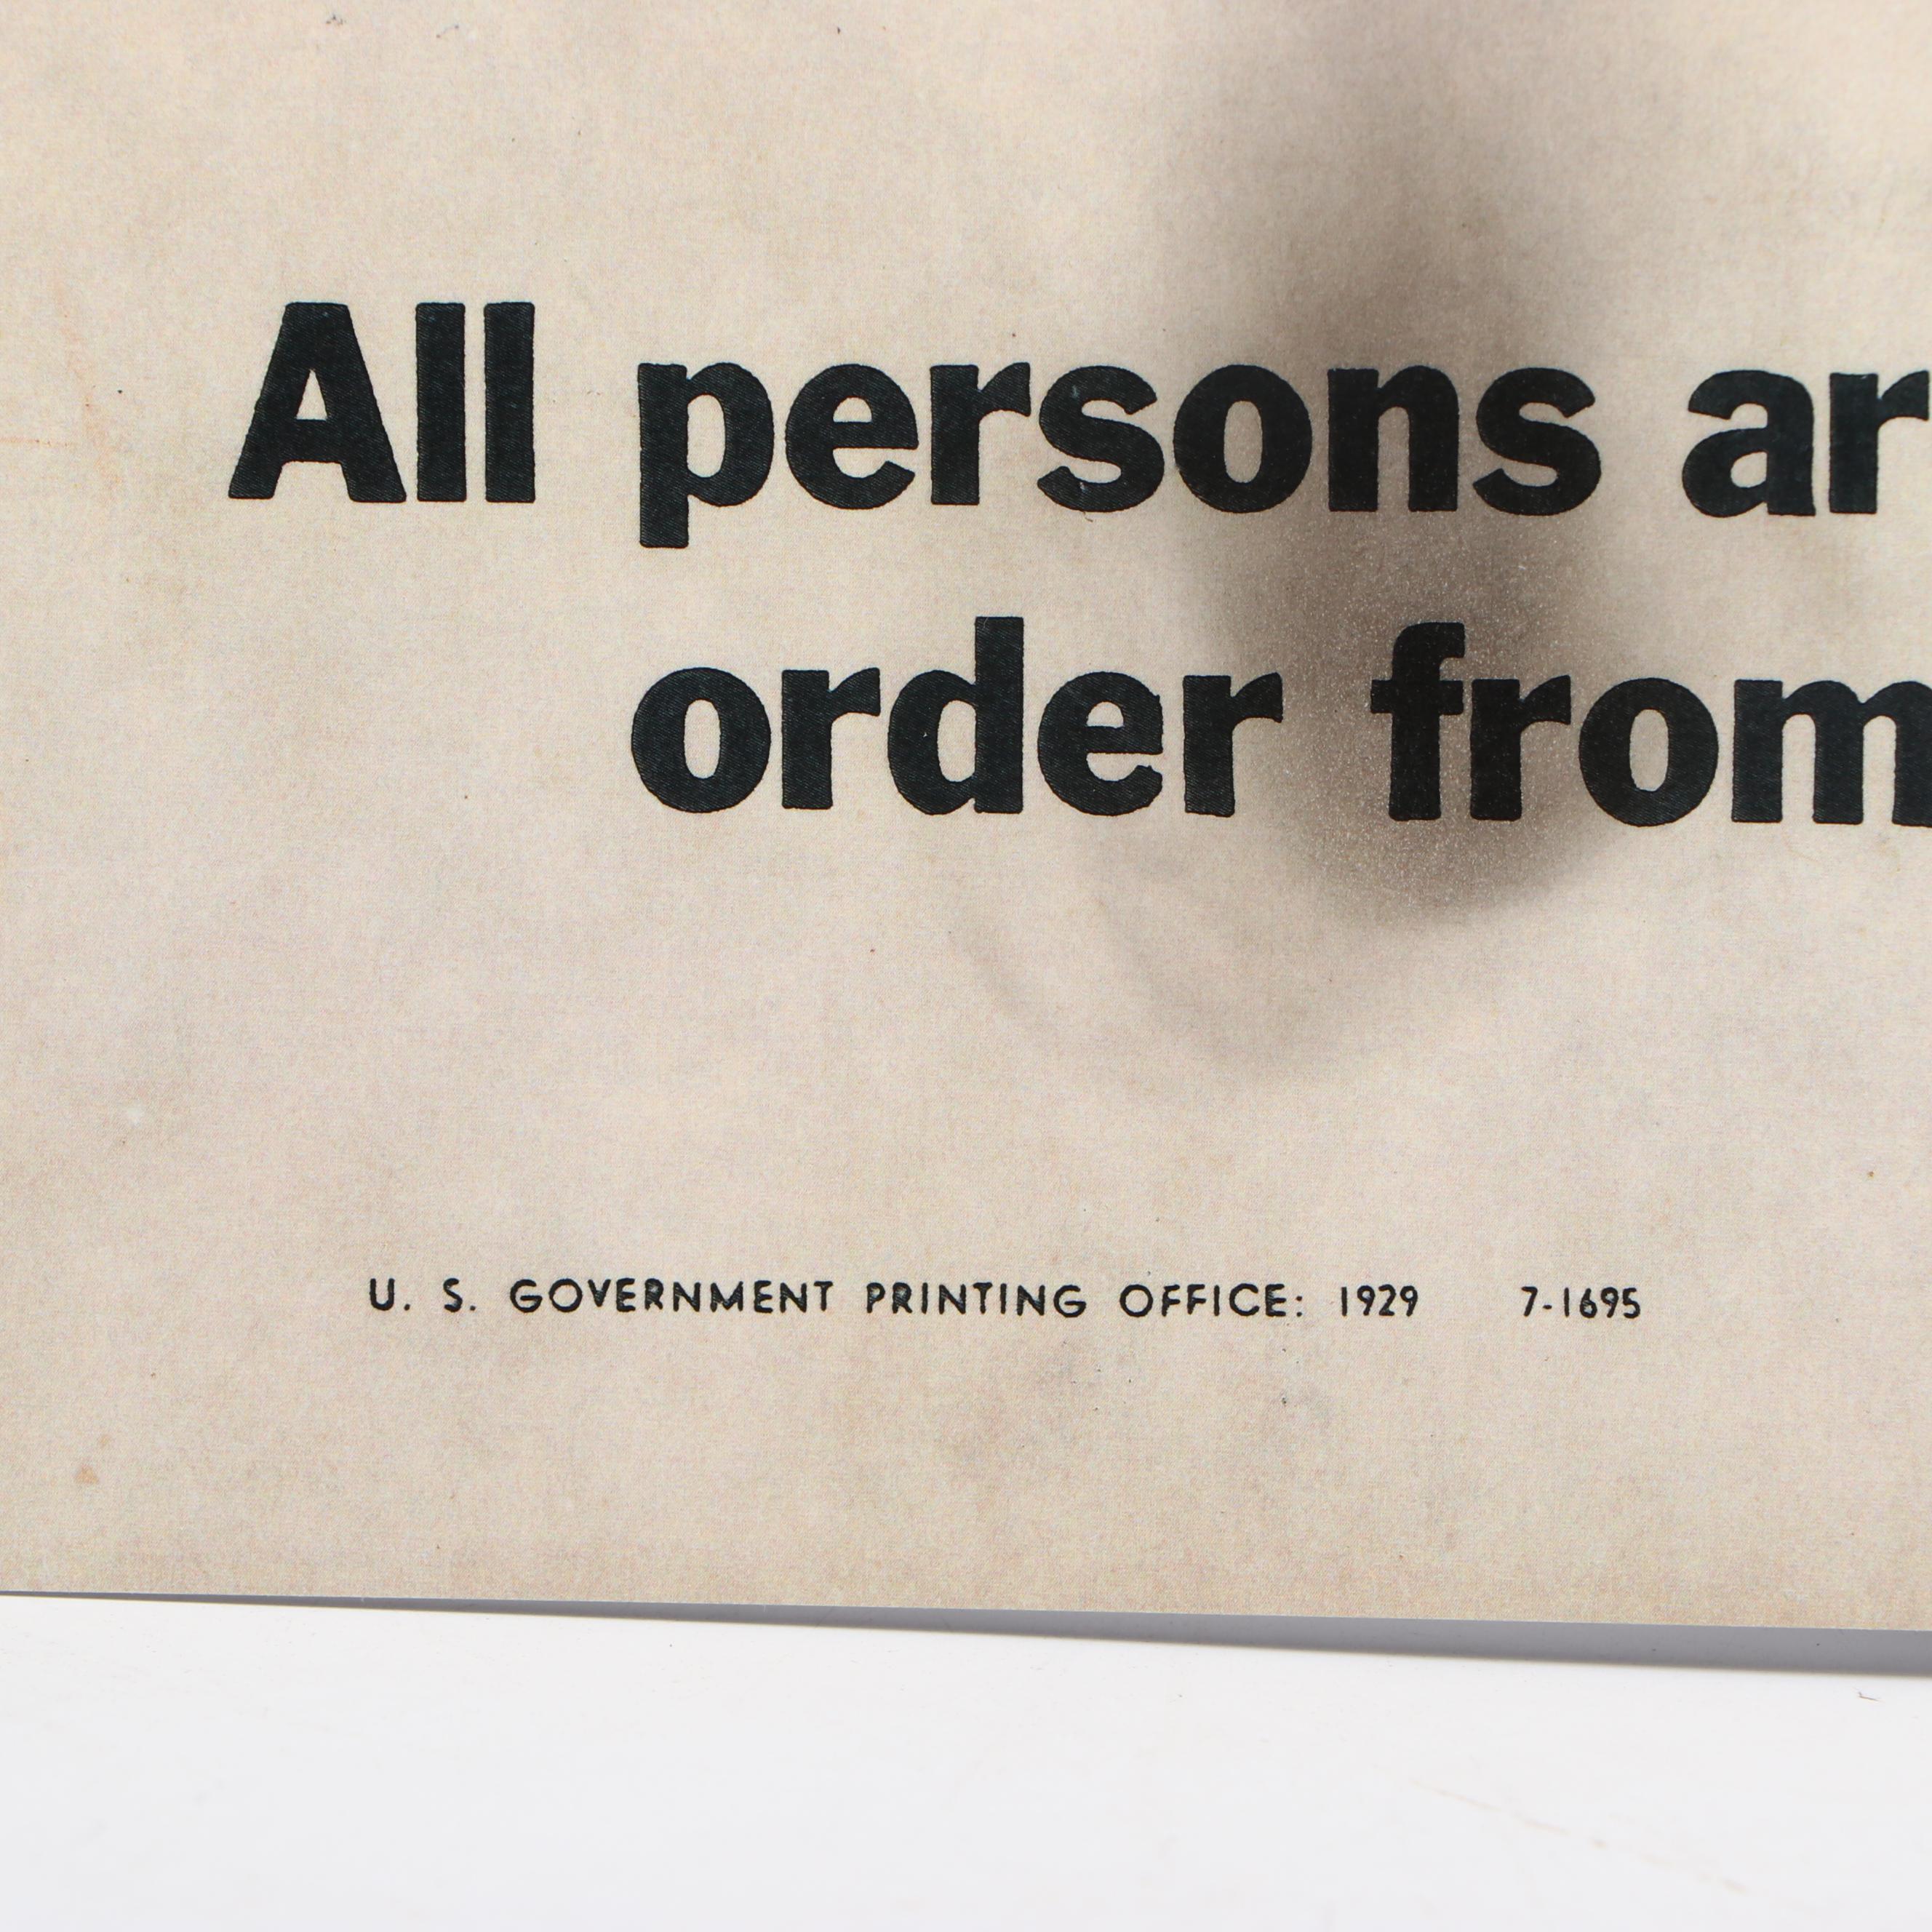 All persons ar
order from
U. S. GOVERNMENT PRINTING OFFICE: 1929 7-1695